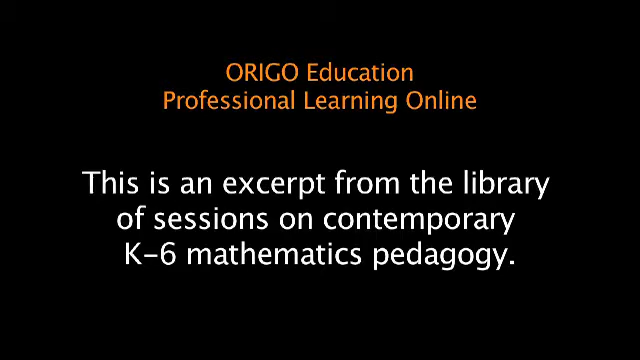 ORIGO Education
Professional Learning Online
This is an excerpt from the library
of sessions on contemporary
K-6 mathematics pedagogy.